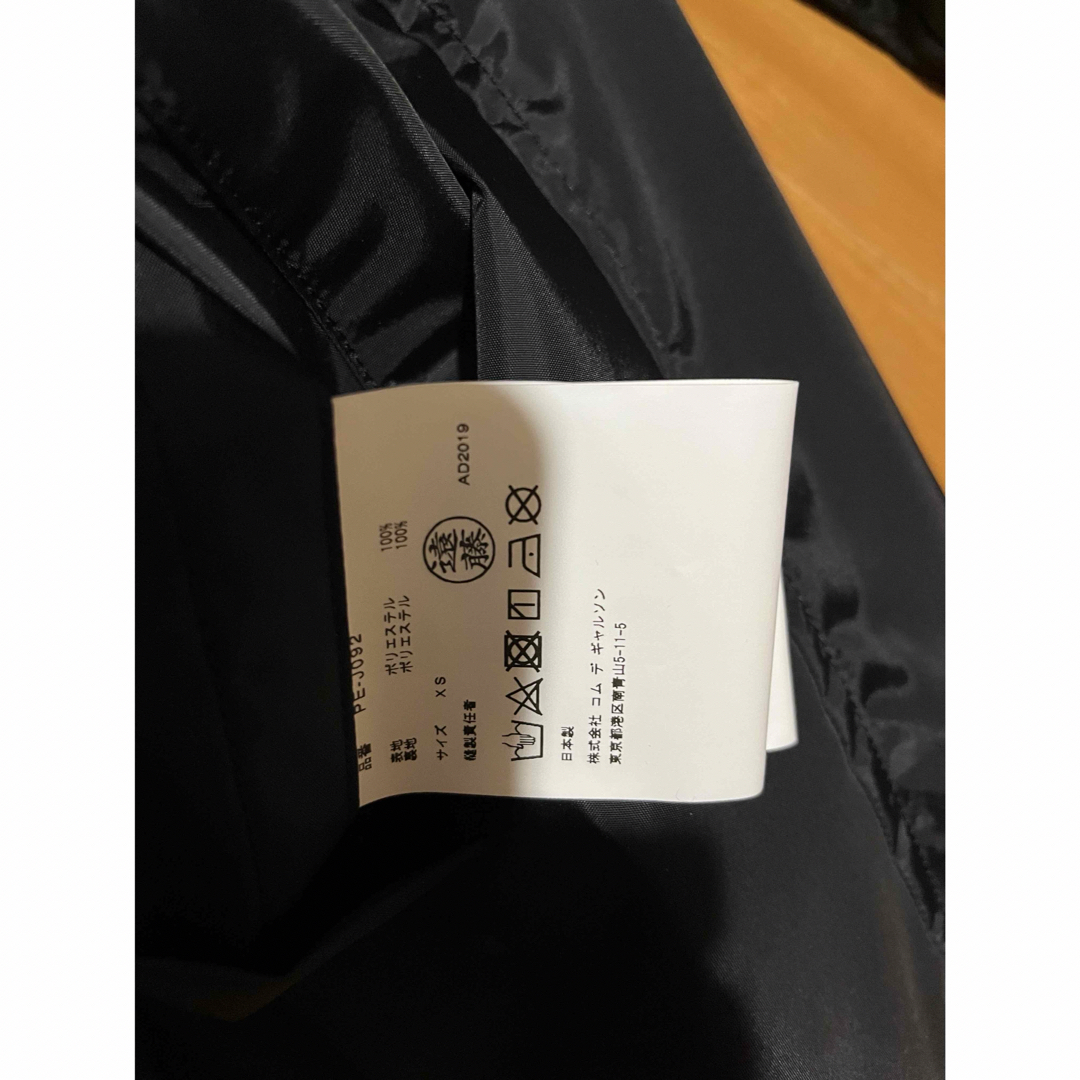 品番 PE-J092
表地 ポリエステル 100%
裏地 ポリエステル 100%
サイズ XS
縫製責任者 遠藤 AD2019
日本製
株式会社 コム デ ギャルソン
東京都港区南青山5-11-5